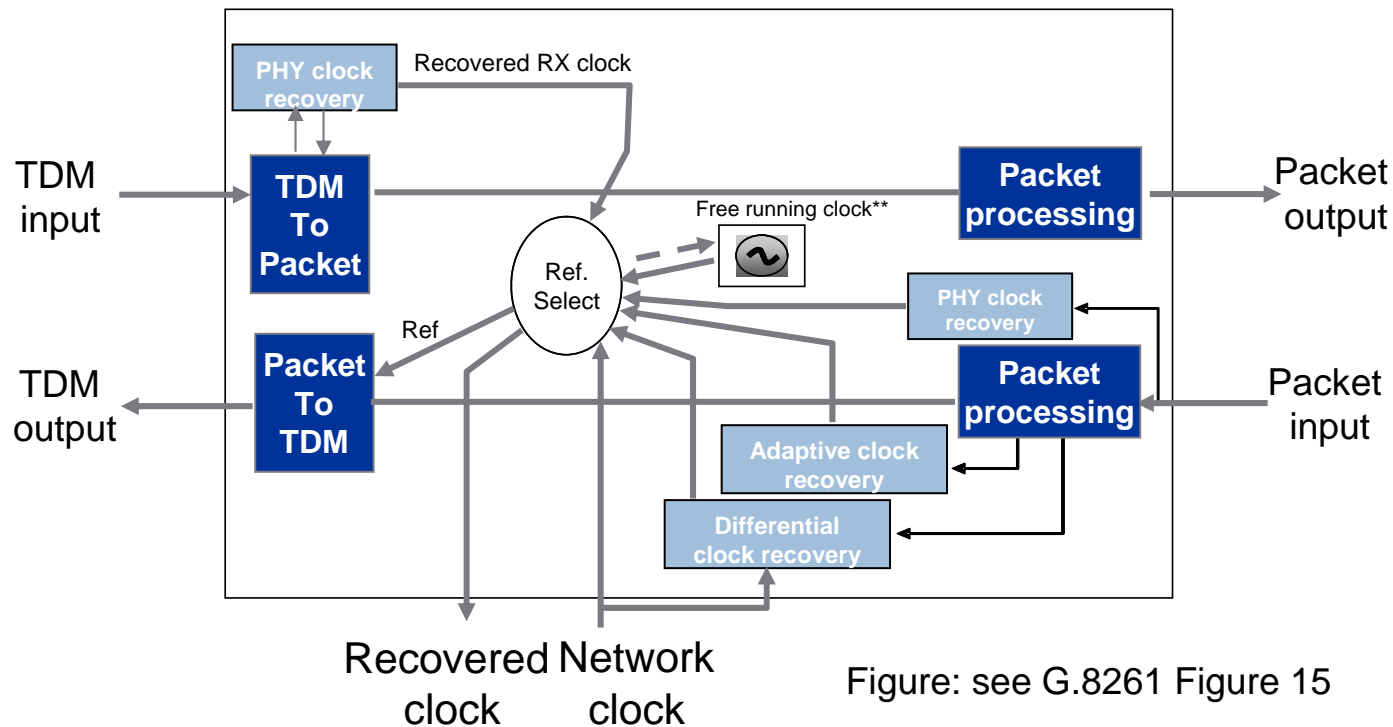 PHY clock
recovery
Recovered RX clock
TDM
input
TDM
To
Packet
Packet
processing
Packet
output
Free running clock**
Ref.
Select
PHY clock
recovery
Ref
TDM
output
Packet
To
TDM
Packet
processing
Packet
input
Adaptive clock
recovery
Differential
clock recovery
Recovered
clock
Network
clock
Figure: see G.8261 Figure 15